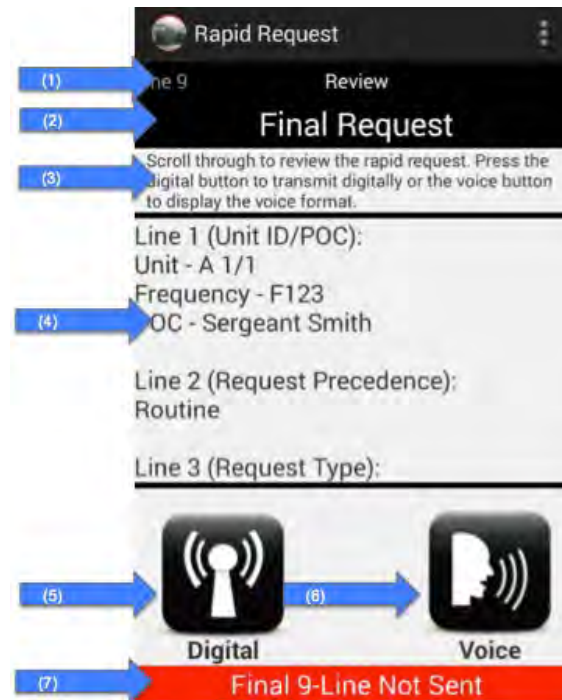 Rapid Request
(1)
ne 9 Review
(2)
Final Request
(3)
Scroll through to review the rapid request. Press the
digital button to transmit digitally or the voice button
to display the voice format.
Line 1 (Unit ID/POC):
Unit - A 1/1
Frequency - F123
(4)
OC - Sergeant Smith
Line 2 (Request Precedence):
Routine
Line 3 (Request Type):
(5)
(6)
Digital Voice
(7)
Final 9-Line Not Sent